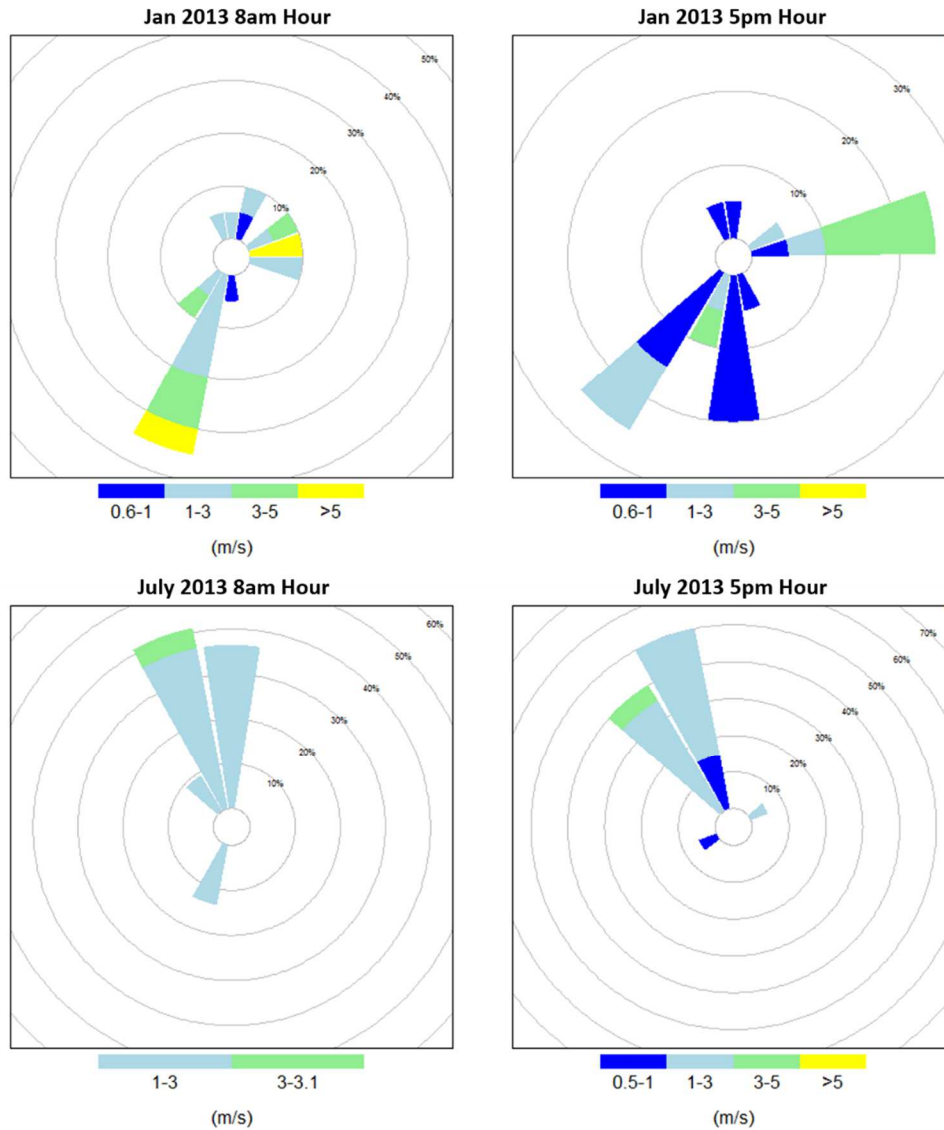 Jan 2013 8am Hour
50%
40%
30%
20%
10%
0.6-1 1-3 3-5 >5
(m/s)
Jan 2013 5pm Hour
30%
20%
10%
0.6-1 1-3 3-5 >5
(m/s)
July 2013 8am Hour
60%
50%
40%
30%
20%
10%
1-3 3-3.1
(m/s)
July 2013 5pm Hour
70%
60%
50%
40%
30%
20%
10%
0.5-1 1-3 3-5 >5
(m/s)